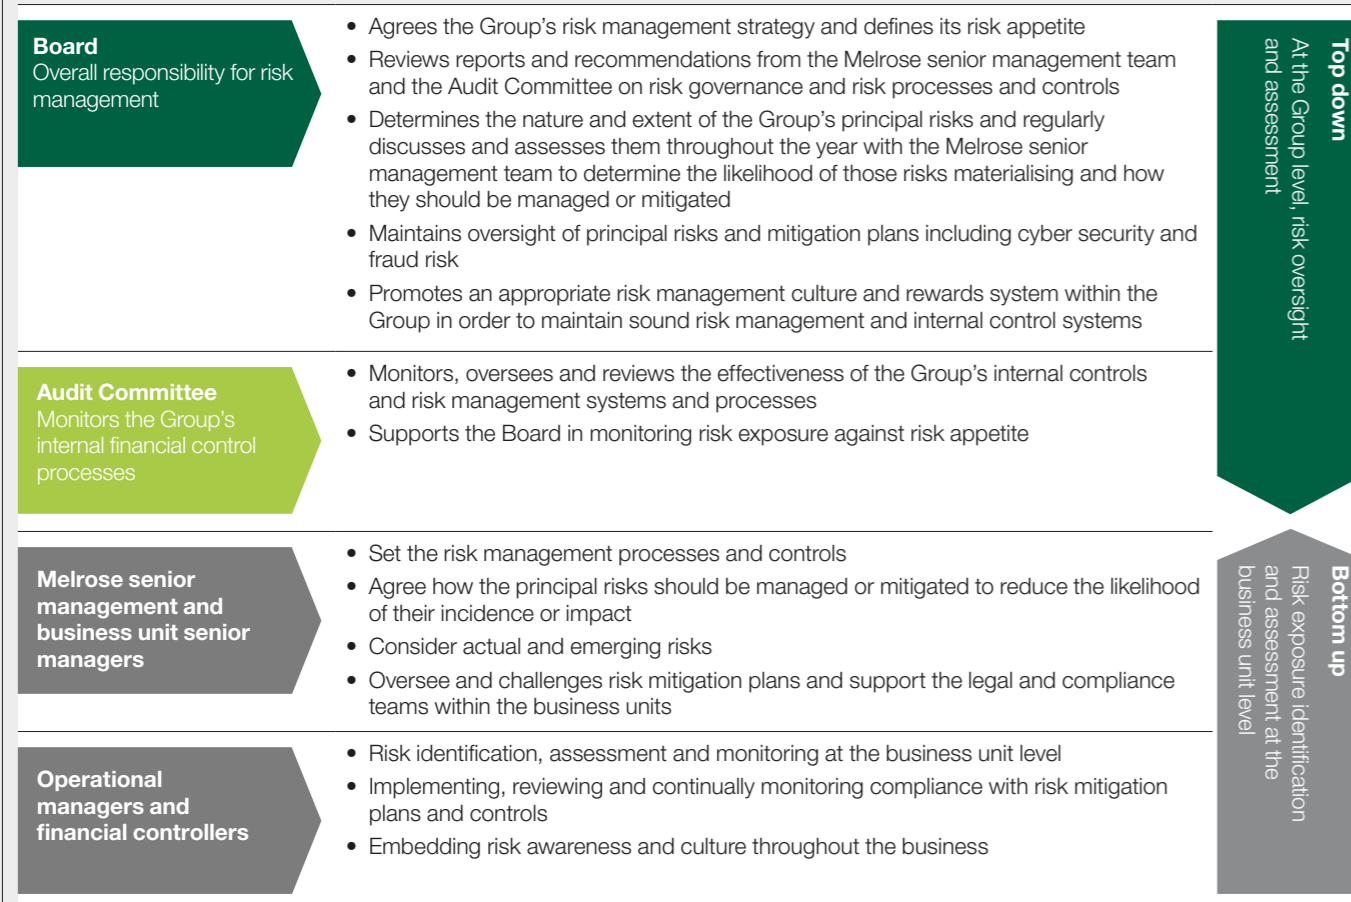 Board
Overall responsibility for risk
management
• Agrees the Group's risk management strategy and defines its risk appetite
• Reviews reports and recommendations from the Melrose senior management team
and the Audit Committee on risk governance and risk processes and controls
• Determines the nature and extent of the Group's principal risks and regularly
discusses and assesses them throughout the year with the Melrose senior
management team to determine the likelihood of those risks materialising and how
they should be managed or mitigated
• Maintains oversight of principal risks and mitigation plans including cyber security and
fraud risk
• Promotes an appropriate risk management culture and rewards system within the
Group in order to maintain sound risk management and internal control systems
Audit Committee
Monitors the Group's
internal financial control
processes
• Monitors, oversees and reviews the effectiveness of the Group's internal controls
and risk management systems and processes
• Supports the Board in monitoring risk exposure against risk appetite
Melrose senior
management and
business unit senior
managers
• Set the risk management processes and controls
• Agree how the principal risks should be managed or mitigated to reduce the likelihood
of their incidence or impact
• Consider actual and emerging risks
• Oversee and challenges risk mitigation plans and support the legal and compliance
teams within the business units
Operational
managers and
financial controllers
• Risk identification, assessment and monitoring at the business unit level
• Implementing, reviewing and continually monitoring compliance with risk mitigation
plans and controls
• Embedding risk awareness and culture throughout the business
Top down
At the Group level, risk oversight
and assessment
Bottom up
Risk exposure identification
and assessment at the
business unit level